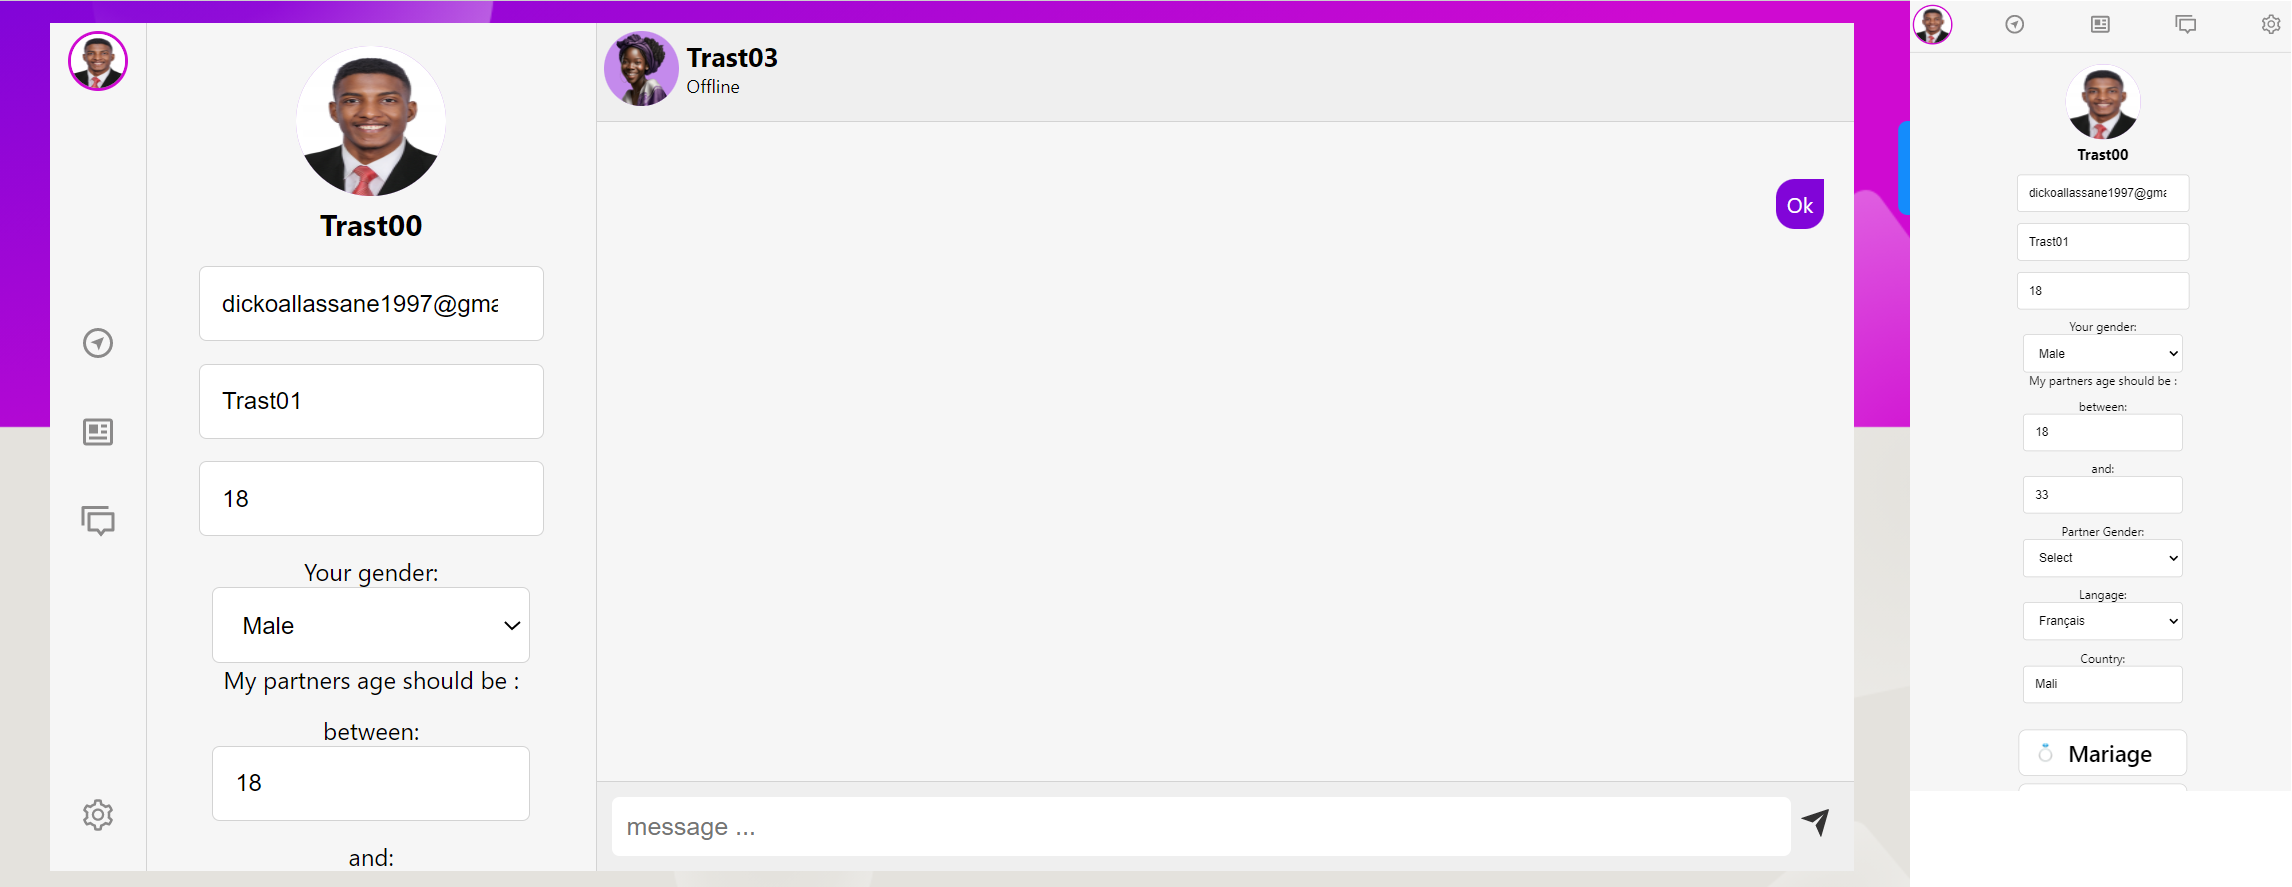 Trast00
dickoallassane1997@gma
Trast01
18
Your gender:
Male
My partners age should be :
between:
18
and:
Trast03
Offline
Ok
message ...
Trast00
dickoallassane1997@gma
Trast01
18
Your gender:
Male
My partners age should be :
between:
18
and:
33
Partner Gender:
Select
Langage:
Français
Country:
Mali
Mariage